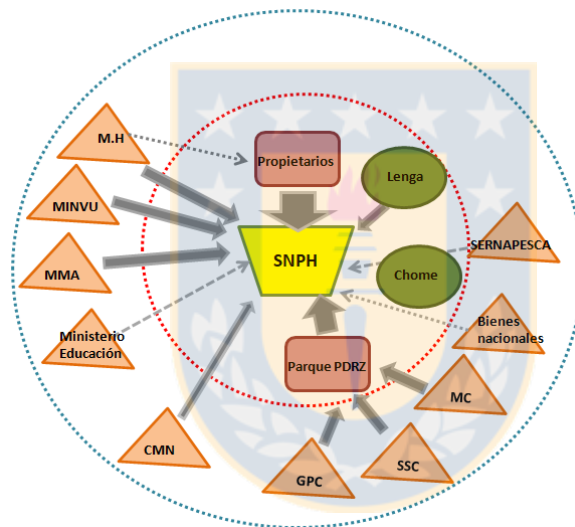 M.H
Propietarios
Lenga
MINVU
SERNAPESCA
SNPH
MMA
Chome
Ministerio
Educación
Bienes
nacionales
Parque PDRZ
MC
CMN
SSC
GPC